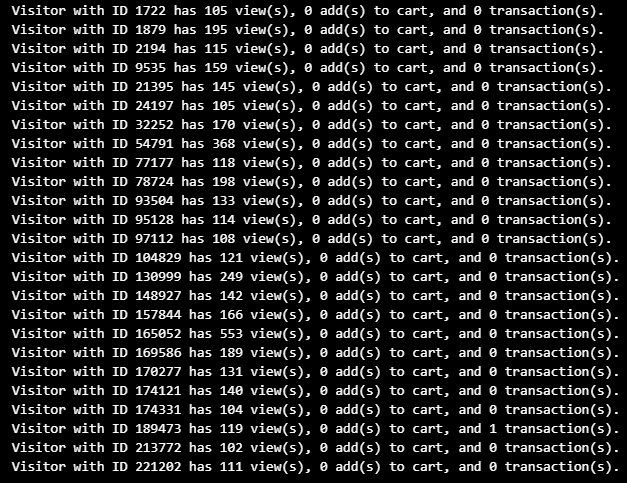 Visitor with ID 1722 has 105 view(s), 0 add(s) to cart, and 0 transaction(s).
Visitor with ID 1879 has 195 view(s), 0 add(s) to cart, and 0 transaction(s).
Visitor with ID 2194 has 115 view(s), 0 add(s) to cart, and 0 transaction(s).
Visitor with ID 9535 has 159 view(s), 0 add(s) to cart, and 0 transaction(s).
Visitor with ID 21395 has 145 view(s), 0 add(s) to cart, and 0 transaction(s).
Visitor with ID 24197 has 105 view(s), 0 add(s) to cart, and 0 transaction(s).
Visitor with ID 32252 has 170 view(s), 0 add(s) to cart, and 0 transaction(s).
Visitor with ID 54791 has 368 view(s), 0 add(s) to cart, and 0 transaction(s).
Visitor with ID 77177 has 118 view(s), 0 add(s) to cart, and 0 transaction(s).
Visitor with ID 78724 has 198 view(s), 0 add(s) to cart, and 0 transaction(s).
Visitor with ID 93504 has 133 view(s), 0 add(s) to cart, and 0 transaction(s).
Visitor with ID 95128 has 114 view(s), 0 add(s) to cart, and 0 transaction(s).
Visitor with ID 97112 has 108 view(s), 0 add(s) to cart, and 0 transaction(s).
Visitor with ID 104829 has 121 view(s), 0 add(s) to cart, and 0 transaction(s).
Visitor with ID 130999 has 249 view(s), 0 add(s) to cart, and 0 transaction(s).
Visitor with ID 148927 has 142 view(s), 0 add(s) to cart, and 0 transaction(s).
Visitor with ID 157844 has 166 view(s), 0 add(s) to cart, and 0 transaction(s).
Visitor with ID 165052 has 553 view(s), 0 add(s) to cart, and 0 transaction(s).
Visitor with ID 169586 has 189 view(s), 0 add(s) to cart, and 0 transaction(s).
Visitor with ID 170277 has 131 view(s), 0 add(s) to cart, and 0 transaction(s).
Visitor with ID 174121 has 140 view(s), 0 add(s) to cart, and 0 transaction(s).
Visitor with ID 174331 has 104 view(s), 0 add(s) to cart, and 0 transaction(s).
Visitor with ID 189473 has 119 view(s), 0 add(s) to cart, and 1 transaction(s).
Visitor with ID 213772 has 102 view(s), 0 add(s) to cart, and 0 transaction(s).
Visitor with ID 221202 has 111 view(s), 0 add(s) to cart, and 0 transaction(s).